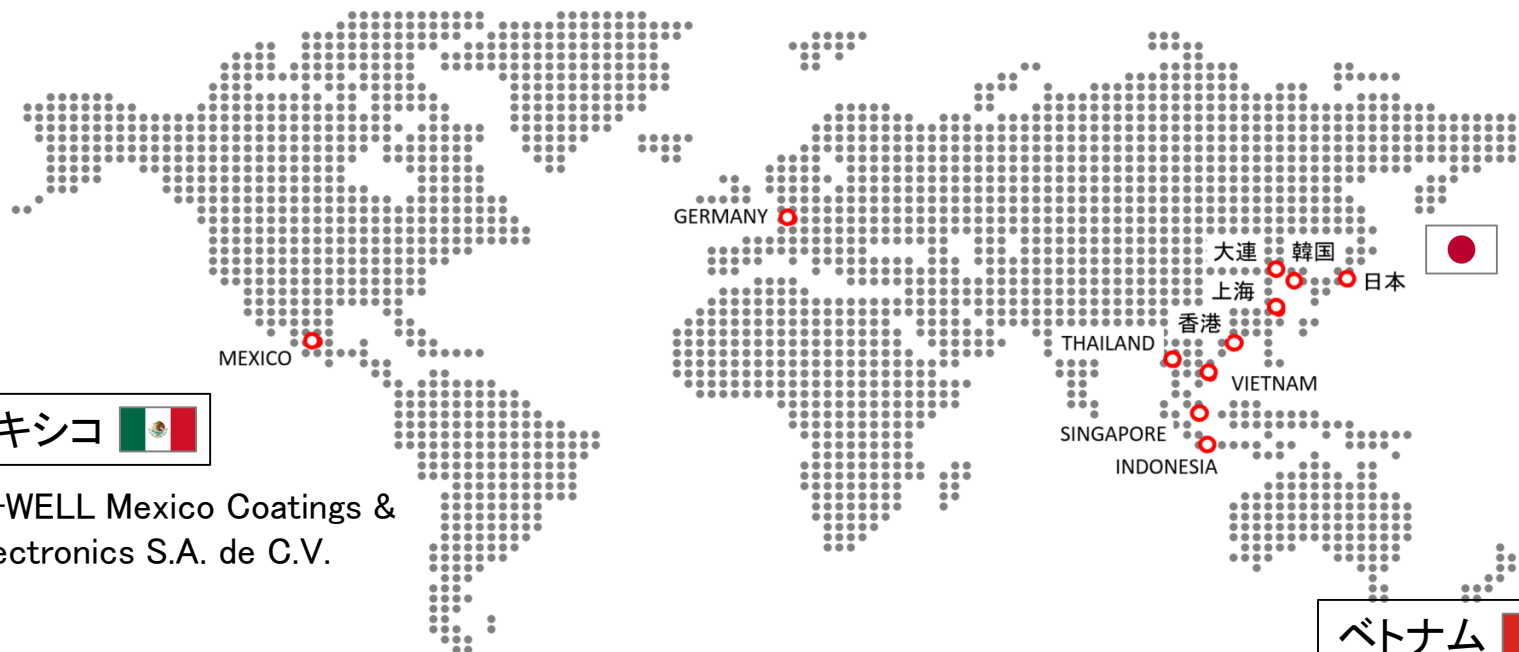 GERMANY
大連 韓国
日本
上海
香港
THAILAND
MEXICO
VIETNAM
キシコ
SINGAPORE
INDONESIA
-WELL Mexico Coatings &
ectronics S.A. de C.V.
ベトナム